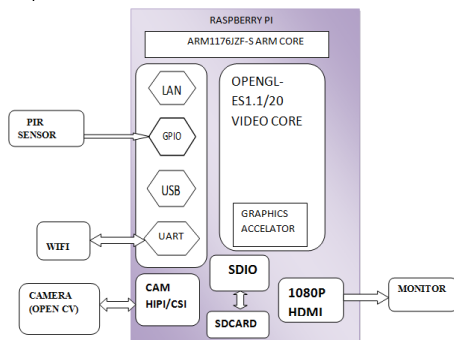 RASPBERRY PI
ARM1176JZF-S ARM CORE
LAN
GPIO
USB
UART
OPENGL-
ES1.1/20
VIDEO CORE
GRAPHICS
ACCELATOR
PIR
SENSOR
WIFI
CAMERA
(OPEN CV)
CAM
HIPI/CSI
SDIO
SDCARD
1080P
HDMI
MONITOR